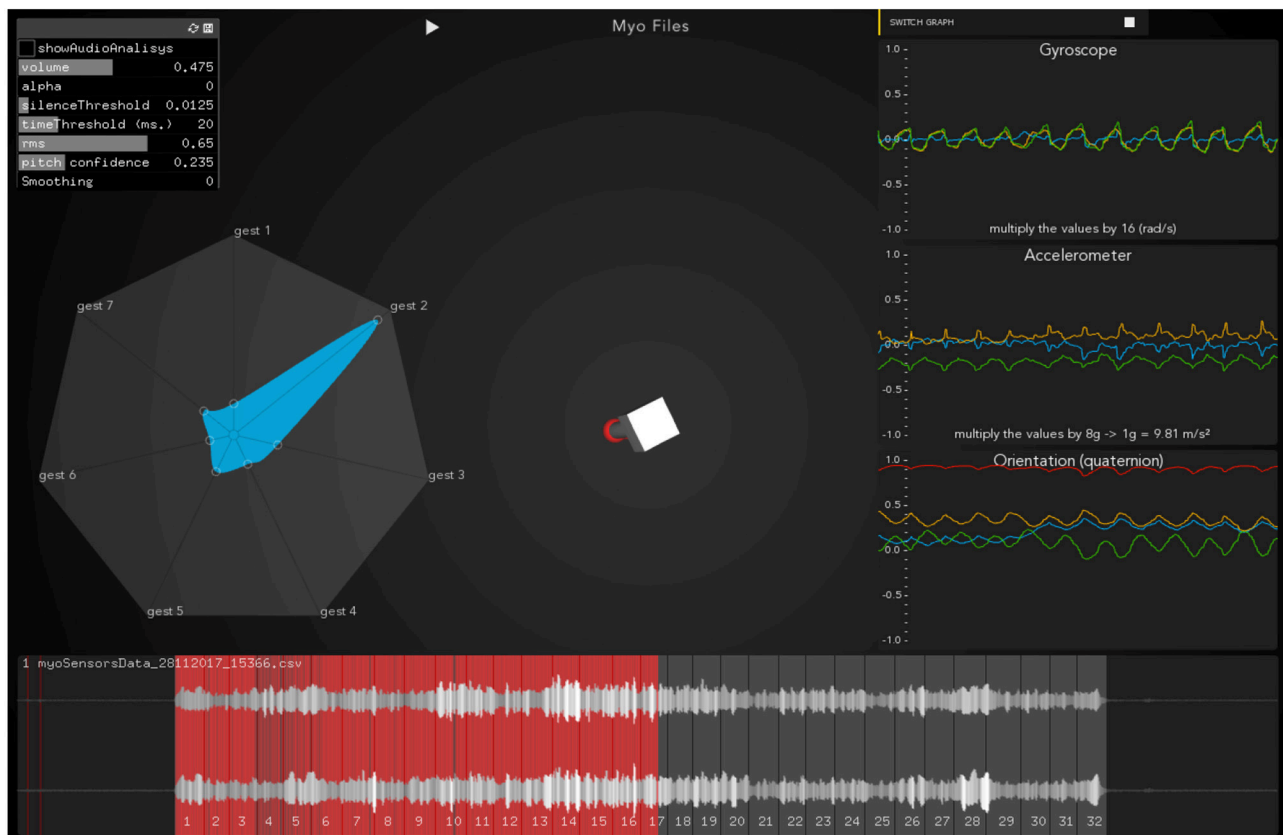 showAudioAnalisys
volume 0.475
alpha 0
silenceThreshold 0.0125
timeThreshold (ms.) 20
rms 0.65
pitch confidence 0.235
Smoothing 0
Myo Files
SWITCH GRAPH
Gyroscope
1.0
0.5
0.0
-0.5
-1.0
multiply the values by 16 (rad/s)
Accelerometer
1.0
0.5
0.0
-0.5
-1.0
multiply the values by 8g -> 1g = 9.81 m/s²
Orientation (quaternion)
1.0
0.5
0.0
-0.5
-1.0
gest 1
gest 2
gest 3
gest 4
gest 5
gest 6
gest 7
1 myoSensorsData_28112017_15366.csv
1 2 3 4 5 6 7 8 9 10 11 12 13 14 15 16 17 18 19 20 21 22 23 24 25 26 27 28 29 30 31 32